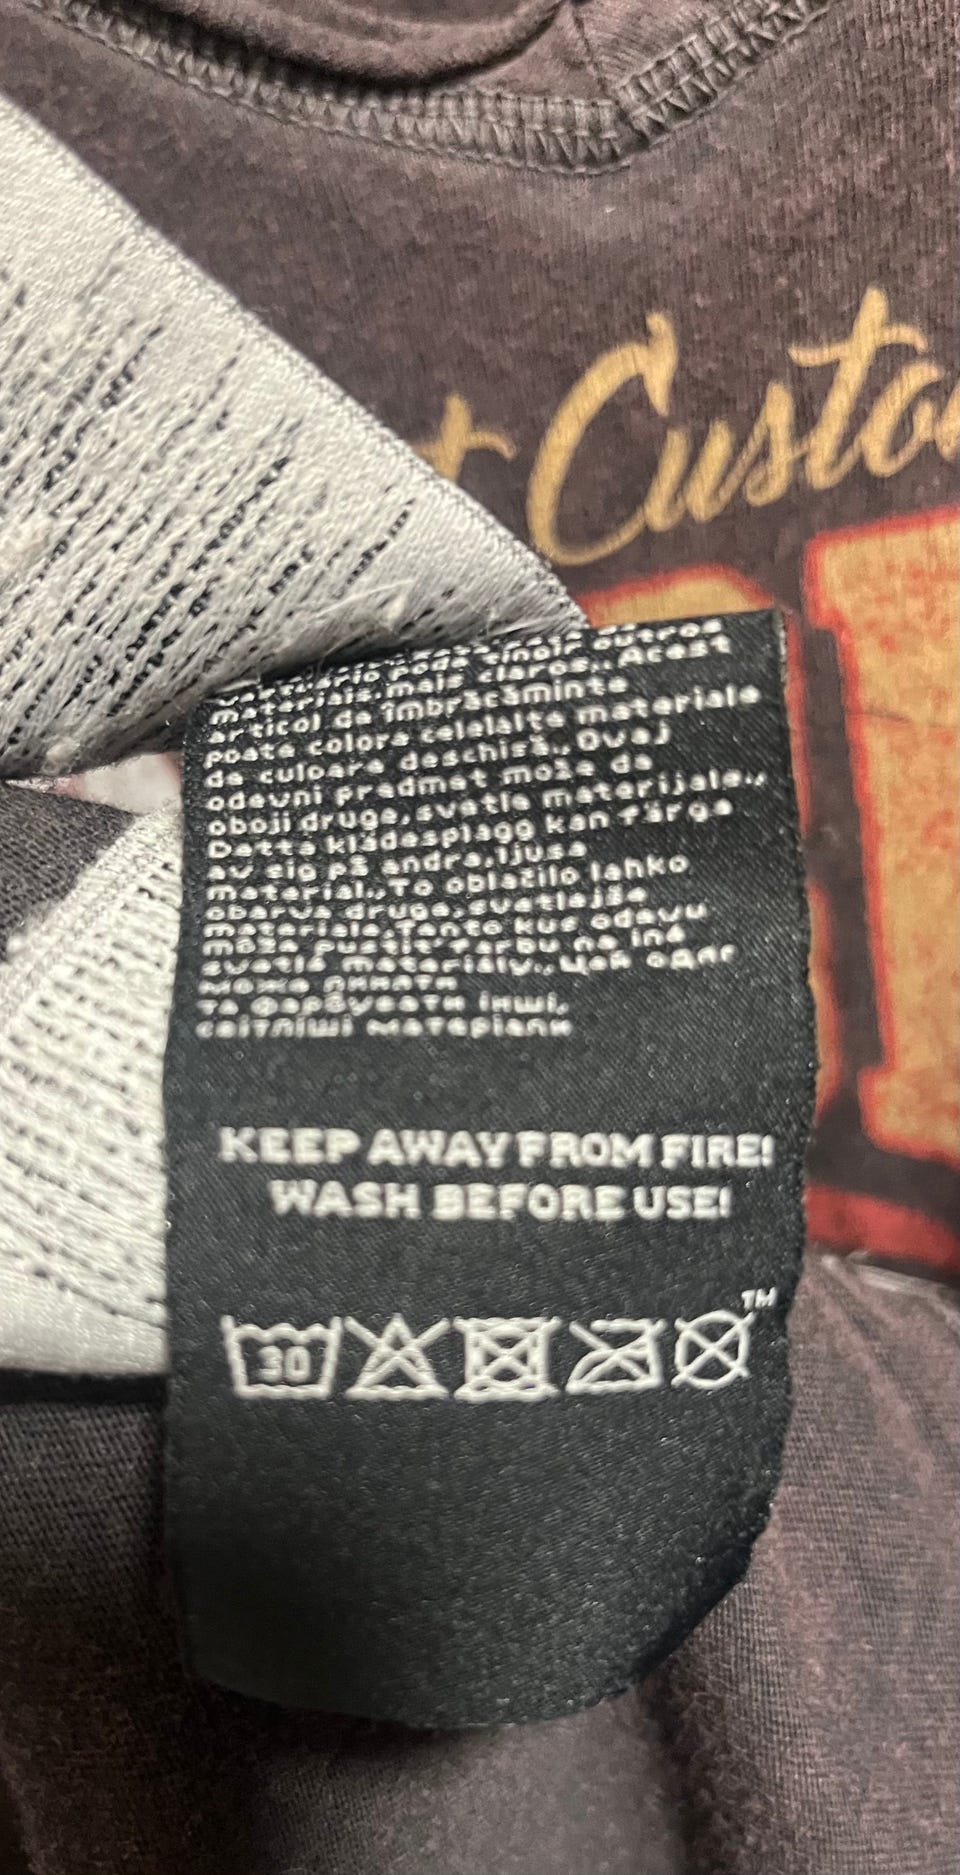 Custo
materiais mais claros., Acest
articol de îmbrăcăminte
poate colora celelalte materiale
de culoare deschisă., Ovaj
odevni predmet može da
oboji druge, svetle materijale.,
Detta klädesplagg kan färga
av sig på andra, ljusa
material., To oblačilo lahko
obarva druge, svetlejše
materiale, Tento kus odevu
môže pustiť farbu na iné
svetlé materiály., Цей одяг
може линяти
та фарбувати інші,
світліші матеріали
KEEP AWAY FROM FIRE!
WASH BEFORE USE!
TM
30